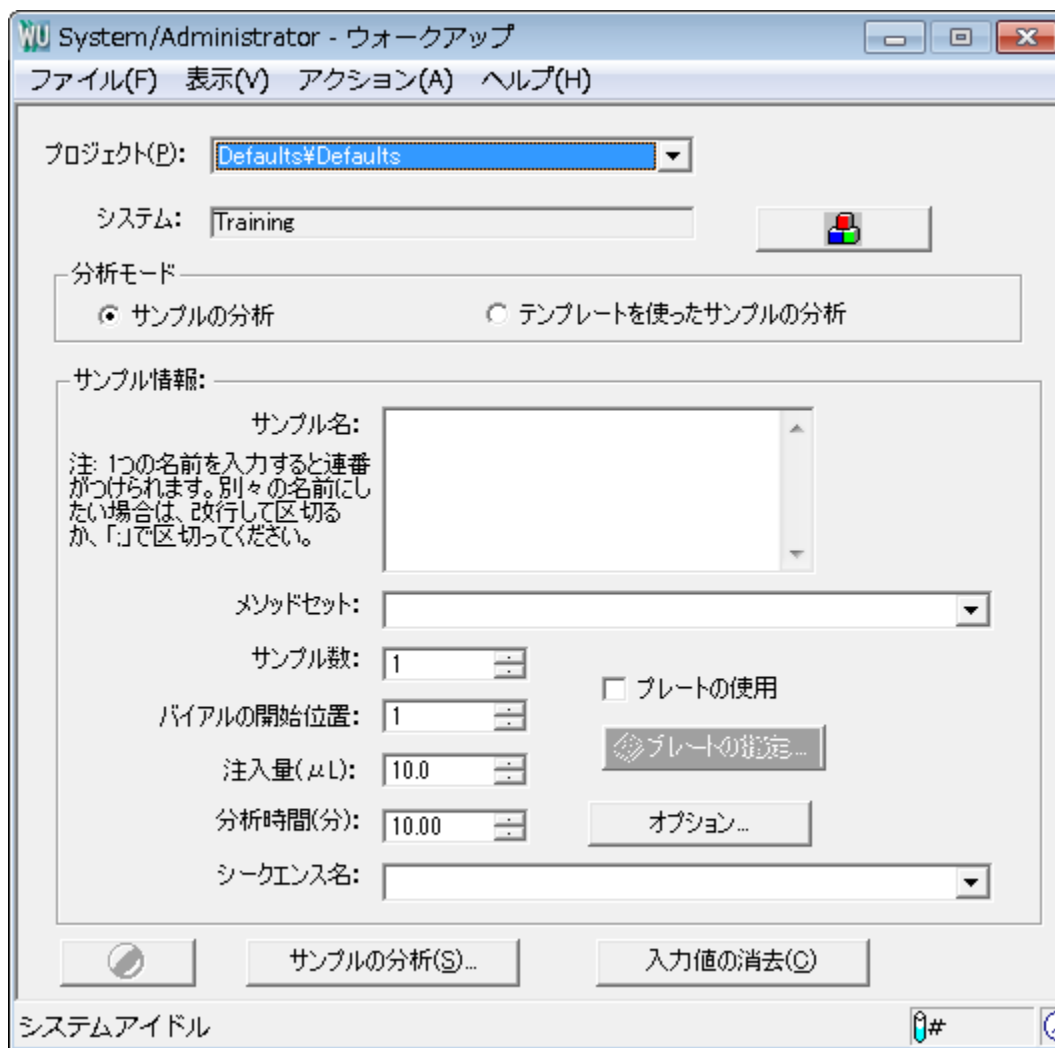 WU System/Administrator - ウォークアップ
ファイル(F) 表示(V) アクション(A) ヘルプ(H)
プロジェクト(P): Defaults¥Defaults
システム: Training
分析モード
サンプルの分析 テンプレートを使ったサンプルの分析
サンプル情報:
サンプル名:
注: 1つの名前を入力すると連番
がつけられます。別々の名前にし
たい場合は、改行して区切る
か、「;」で区切ってください。
メソッドセット:
サンプル数: 1
プレートの使用
バイアルの開始位置: 1
プレートの指定...
注入量(μL): 10.0
分析時間(分): 10.00
オプション...
シークエンス名:
サンプルの分析(S)... 入力値の消去(C)
システムアイドル #